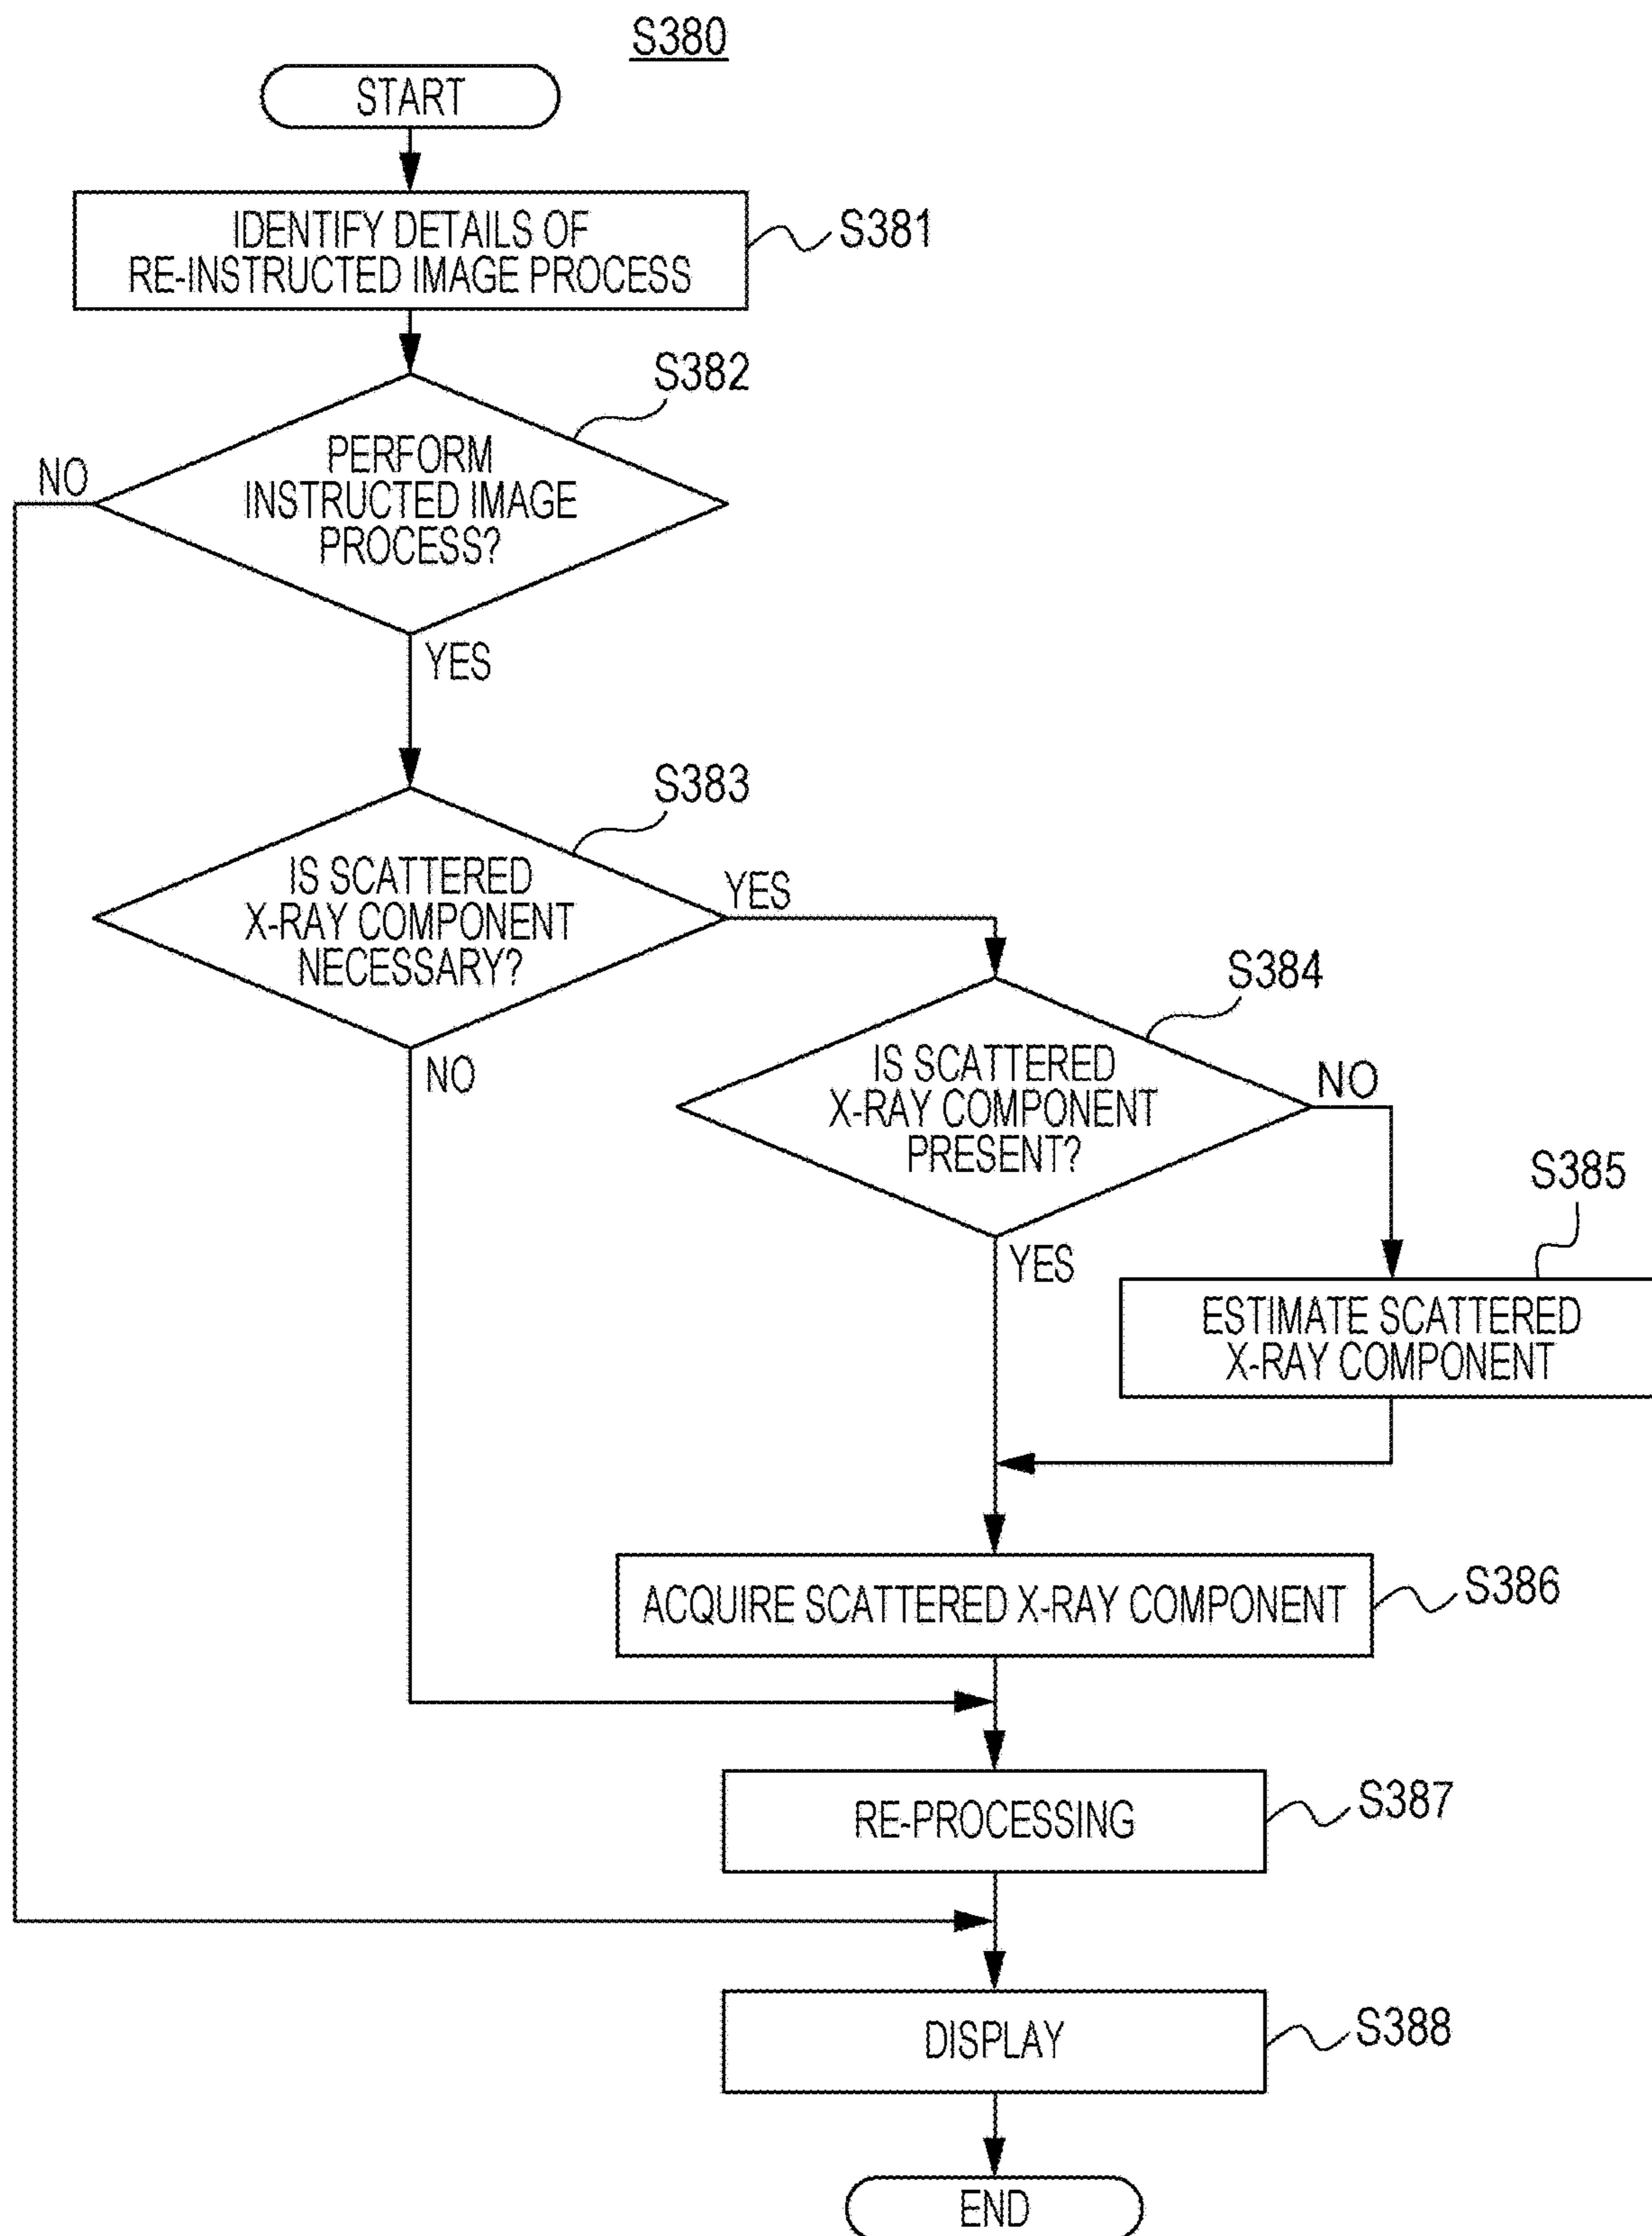 S380
START
IDENTIFY DETAILS OF
RE-INSTRUCTED IMAGE PROCESS
S381
S382
PERFORM
INSTRUCTED IMAGE
PROCESS?
NO
YES
S383
IS SCATTERED
X-RAY COMPONENT
NECESSARY?
YES
NO
S384
IS SCATTERED
X-RAY COMPONENT
PRESENT?
NO
YES
S385
ESTIMATE SCATTERED
X-RAY COMPONENT
ACQUIRE SCATTERED X-RAY COMPONENT
S386
RE-PROCESSING
S387
DISPLAY
S388
END